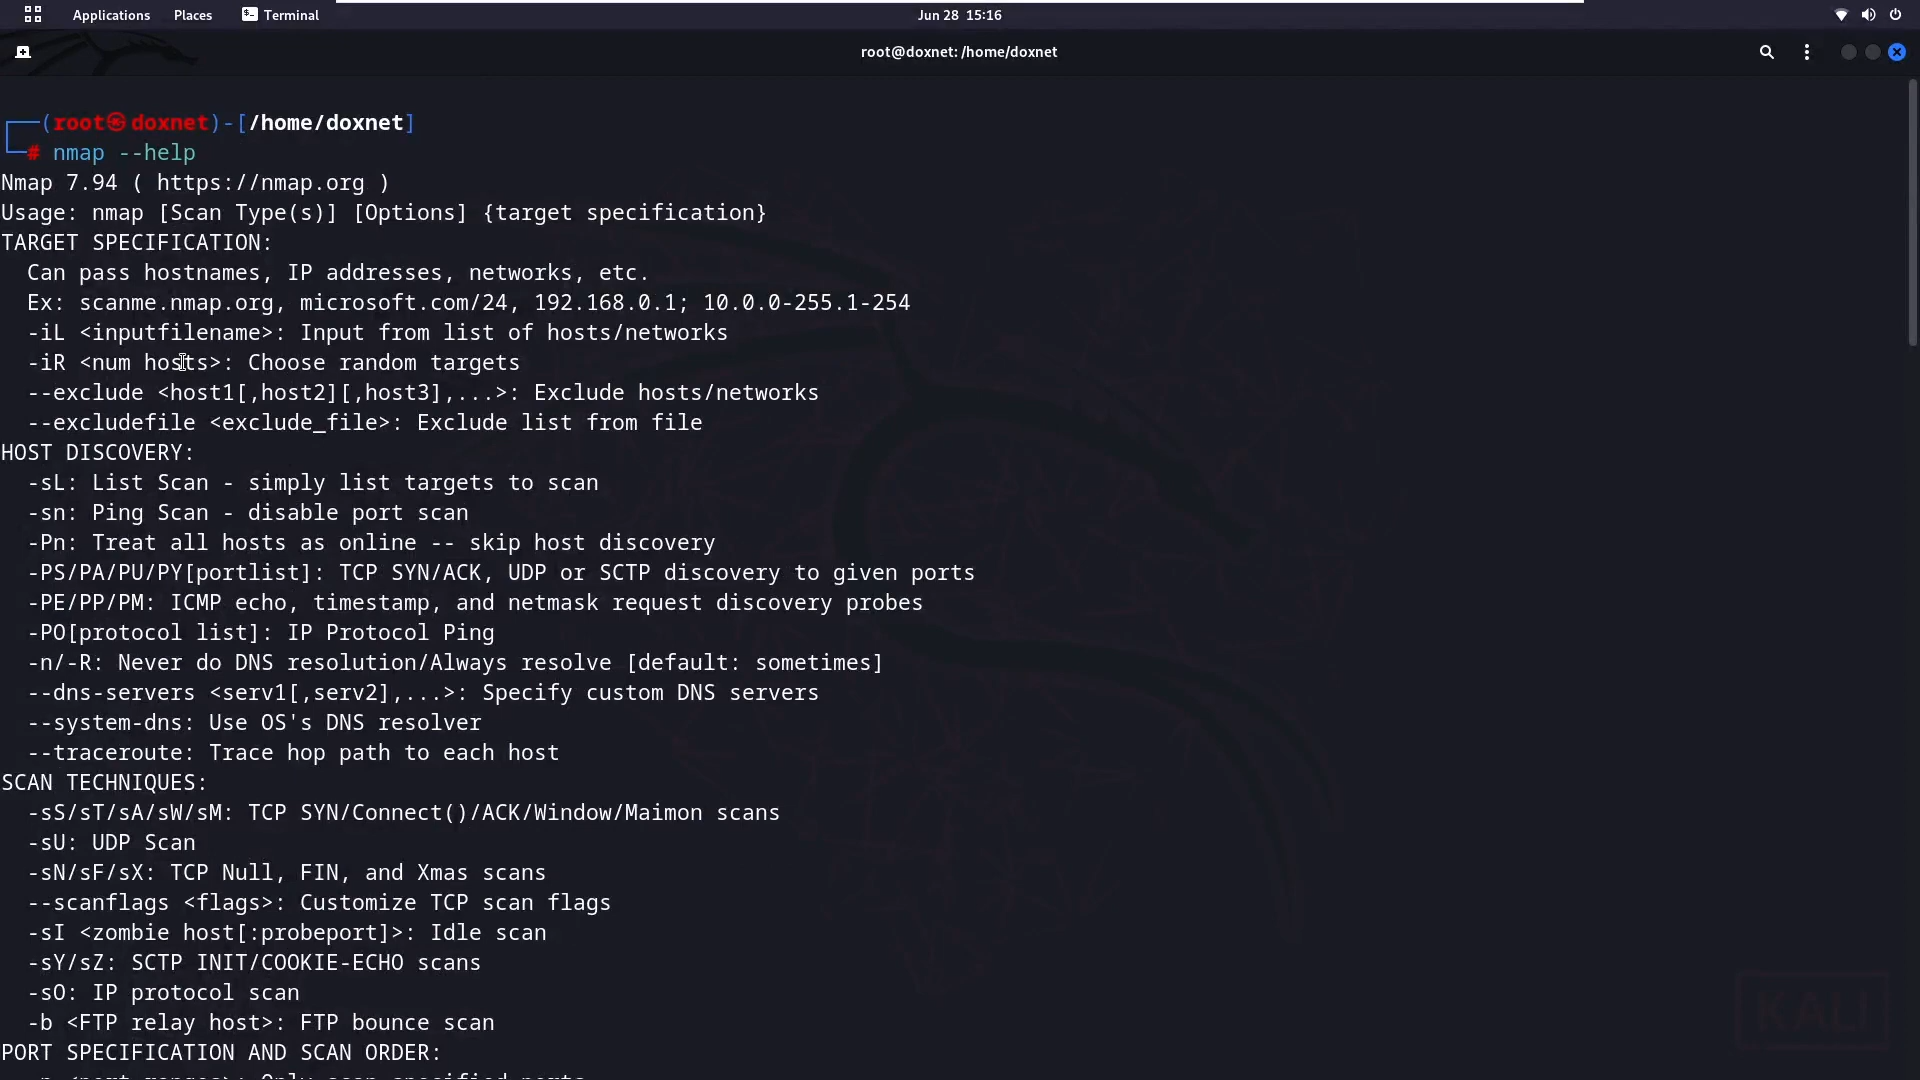 Applications Places Terminal Jun 28 15:16
root@doxnet: /home/doxnet
(root㉿doxnet)-[/home/doxnet]
# nmap --help
Nmap 7.94 ( https://nmap.org )
Usage: nmap [Scan Type(s)] [Options] {target specification}
TARGET SPECIFICATION:
  Can pass hostnames, IP addresses, networks, etc.
  Ex: scanme.nmap.org, microsoft.com/24, 192.168.0.1; 10.0.0-255.1-254
  -iL <inputfilename>: Input from list of hosts/networks
  -iR <num hosts>: Choose random targets
  --exclude <host1[,host2][,host3],...>: Exclude hosts/networks
  --excludefile <exclude_file>: Exclude list from file
HOST DISCOVERY:
  -sL: List Scan - simply list targets to scan
  -sn: Ping Scan - disable port scan
  -Pn: Treat all hosts as online -- skip host discovery
  -PS/PA/PU/PY[portlist]: TCP SYN/ACK, UDP or SCTP discovery to given ports
  -PE/PP/PM: ICMP echo, timestamp, and netmask request discovery probes
  -PO[protocol list]: IP Protocol Ping
  -n/-R: Never do DNS resolution/Always resolve [default: sometimes]
  --dns-servers <serv1[,serv2],...>: Specify custom DNS servers
  --system-dns: Use OS's DNS resolver
  --traceroute: Trace hop path to each host
SCAN TECHNIQUES:
  -sS/sT/sA/sW/sM: TCP SYN/Connect()/ACK/Window/Maimon scans
  -sU: UDP Scan
  -sN/sF/sX: TCP Null, FIN, and Xmas scans
  --scanflags <flags>: Customize TCP scan flags
  -sI <zombie host[:probeport]>: Idle scan
  -sY/sZ: SCTP INIT/COOKIE-ECHO scans
  -sO: IP protocol scan
  -b <FTP relay host>: FTP bounce scan
KALI
PORT SPECIFICATION AND SCAN ORDER: